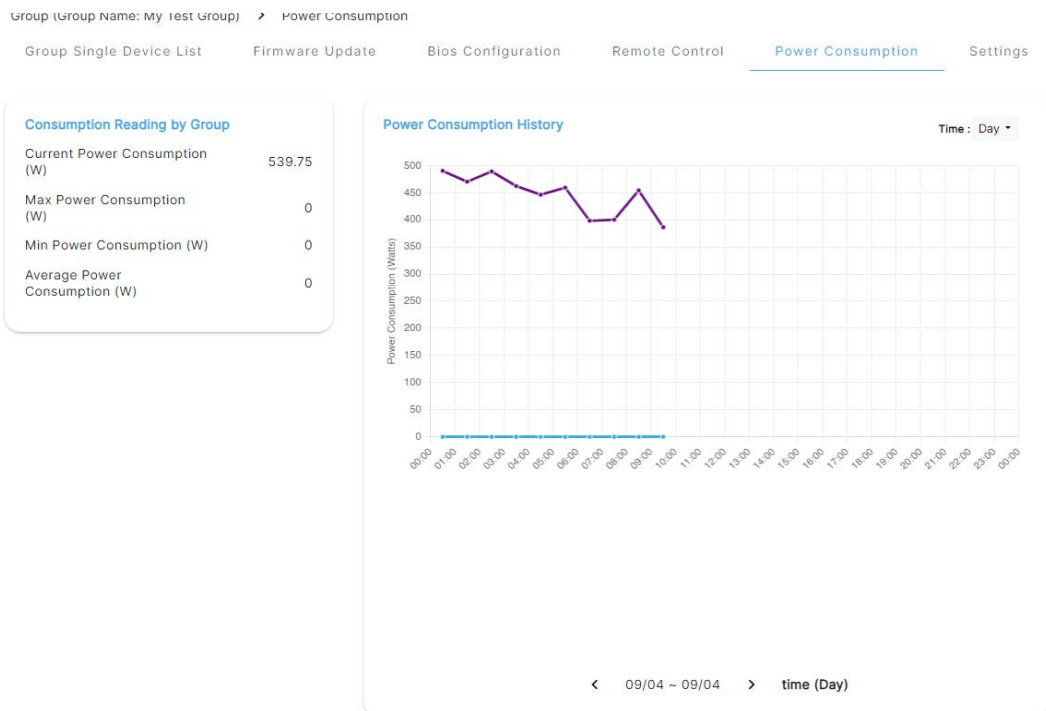 Group (Group Name: My Test Group) > Power Consumption
Group Single Device List Firmware Update Bios Configuration Remote Control Power Consumption Settings
Consumption Reading by Group
Current Power Consumption
(W) 539.75
Max Power Consumption
(W) 0
Min Power Consumption (W) 0
Average Power
Consumption (W) 0
Power Consumption History
Time : Day
Power Consumption (Watts)
500
450
400
350
300
250
200
150
100
50
0
00:00 01:00 02:00 03:00 04:00 05:00 06:00 07:00 08:00 09:00 10:00 11:00 12:00 13:00 14:00 15:00 16:00 17:00 18:00 19:00 20:00 21:00 22:00 23:00 00:00
< 09/04 ~ 09/04 > time (Day)